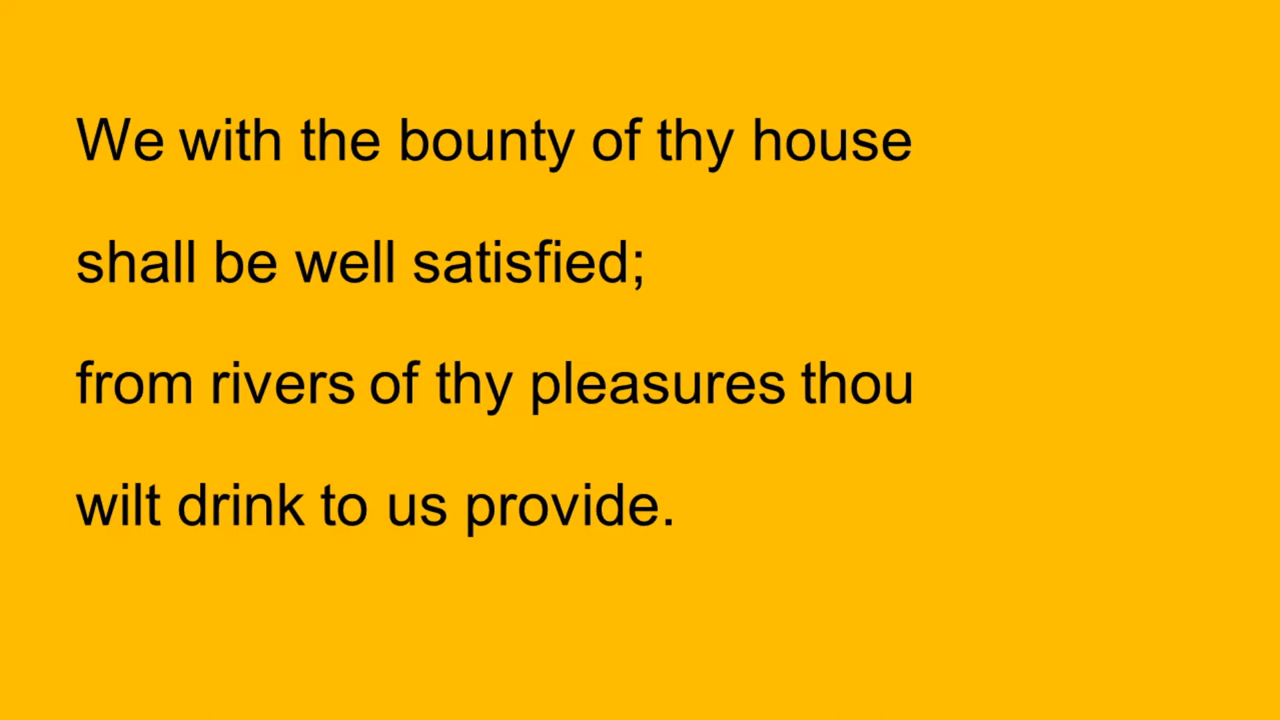 We with the bounty of thy house
shall be well satisfied;
from rivers of thy pleasures thou
wilt drink to us provide.